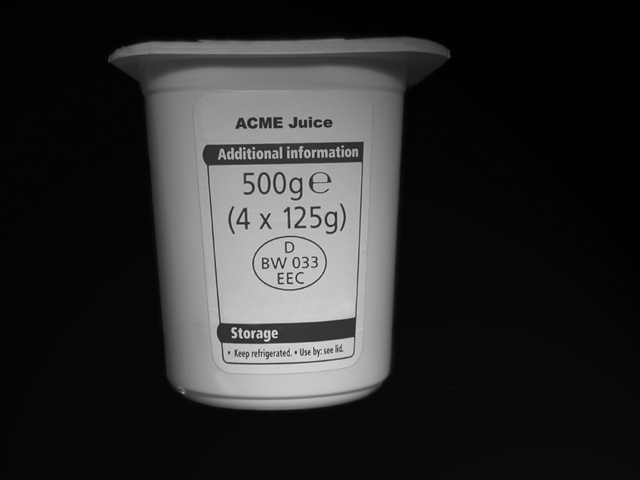 ACME Juice
Additional information
500g ℮
(4 x 125g)
D
BW 033
EEC
Storage
• Keep refrigerated. • Use by: see lid.